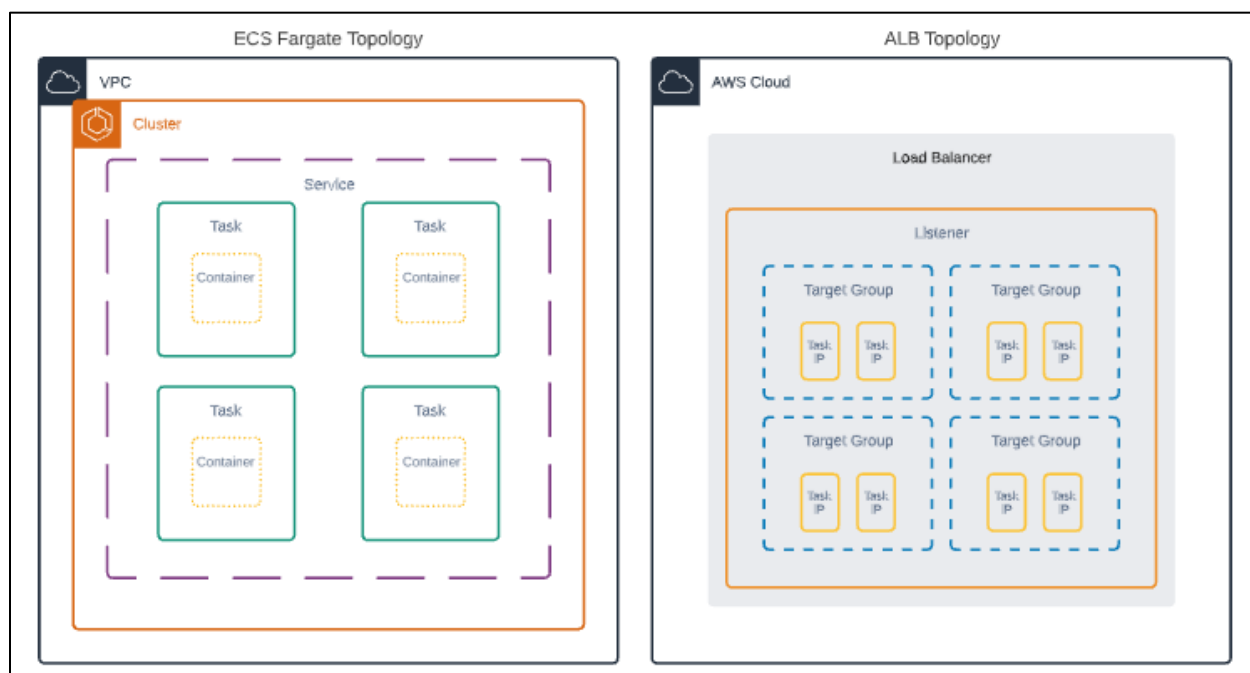 ECS Fargate Topology
VPC
Cluster
Service
Task
Container
Task
Container
Task
Container
Task
Container
ALB Topology
AWS Cloud
Load Balancer
Listener
Target Group
Task
IP
Task
IP
Target Group
Task
IP
Task
IP
Target Group
Task
IP
Task
IP
Target Group
Task
IP
Task
IP